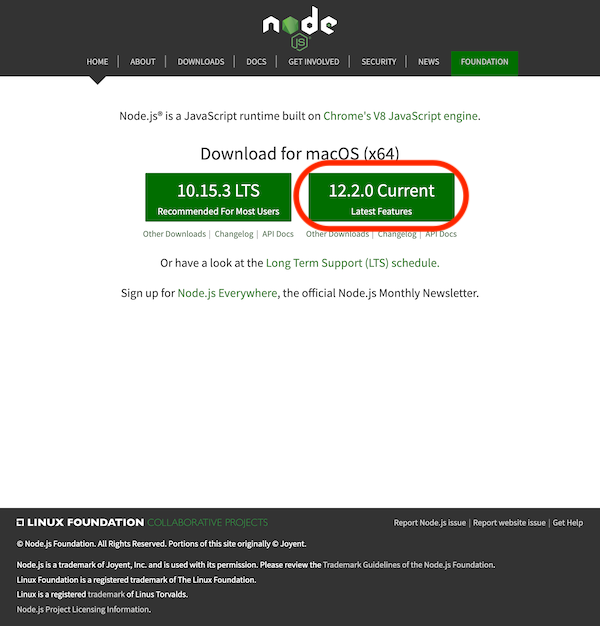 node
JS
HOME | ABOUT | DOWNLOADS | DOCS | GET INVOLVED | SECURITY | NEWS FOUNDATION
Node.js® is a JavaScript runtime built on Chrome's V8 JavaScript engine.
Download for macOS (x64)
10.15.3 LTS
Recommended For Most Users
12.2.0 Current
Latest Features
Other Downloads | Changelog | API Docs
Other Downloads | Changelog | API Docs
Or have a look at the Long Term Support (LTS) schedule.
Sign up for Node.js Everywhere, the official Node.js Monthly Newsletter.
LINUX FOUNDATION COLLABORATIVE PROJECTS
Report Node.js issue | Report website issue | Get Help
© Node.js Foundation. All Rights Reserved. Portions of this site originally © Joyent.
Node.js is a trademark of Joyent, Inc. and is used with its permission. Please review the Trademark Guidelines of the Node.js Foundation.
Linux Foundation is a registered trademark of The Linux Foundation.
Linux is a registered trademark of Linus Torvalds.
Node.js Project Licensing Information.